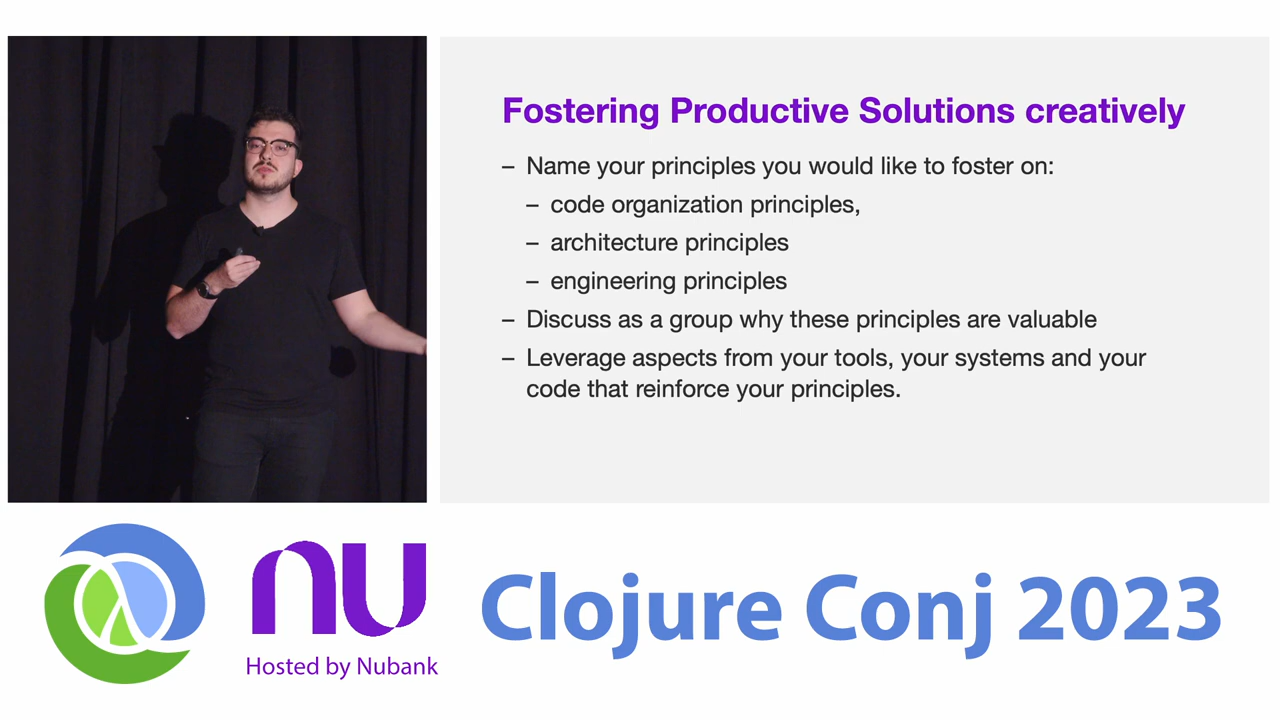 Fostering Productive Solutions creatively
– Name your principles you would like to foster on:
– code organization principles,
– architecture principles
– engineering principles
– Discuss as a group why these principles are valuable
– Leverage aspects from your tools, your systems and your
code that reinforce your principles.
nu
Hosted by Nubank
Clojure Conj 2023